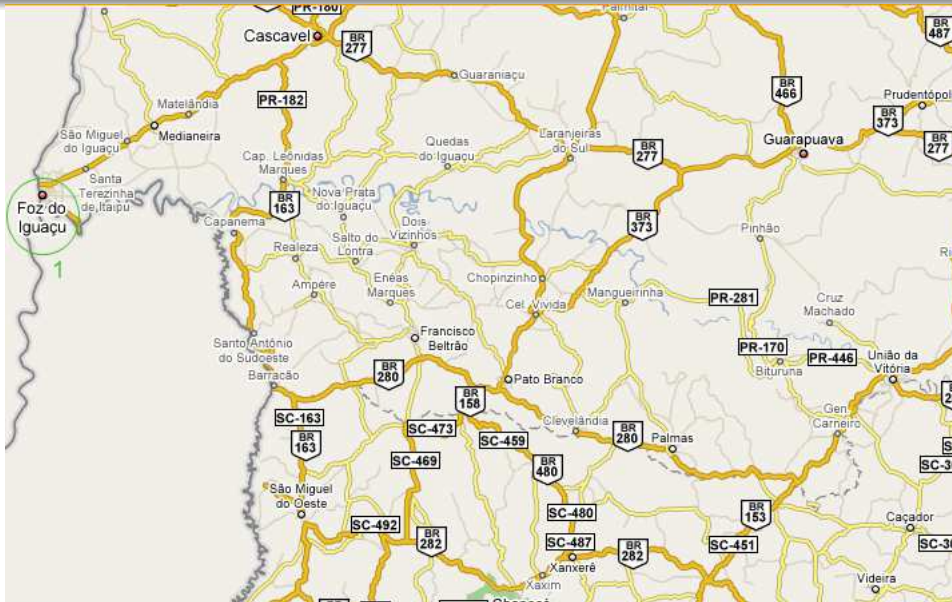 PR-180
Palmital
BR
487
Cascavel
BR
277
Guaraniaçu
BR
466
Prudentópol
PR-182
Matelândia
Medianeira
BR
373
São Miguel
do Iguaçu
Quedas
do Iguaçu
Laranjeiras
do Sul
BR
277
Guarapuava
BR
277
Cap. Leônidas
Marques
Santa
Terezinha
de Itaipu
Foz do
Iguaçu
1
BR
163
Nova Prata
do Iguaçu
Capanema
Dois
Vizinhos
BR
373
Pinhão
Realeza
Salto do
Lontra
Ampére
Enéas
Marques
Chopinzinho
Mangueirinha
PR-281
Cruz
Machado
Cel. Vivida
Santo Antônio
do Sudoeste
Francisco
Beltrão
PR-170
Bituruna
PR-446
União da
Vitória
Barracão
BR
280
Pato Branco
BR
158
SC-163
SC-473
SC-459
Clevelândia
BR
280
Palmas
Gen
Carneiro
BR
163
SC-469
BR
480
São Miguel
do Oeste
SC-480
BR
153
Caçador
SC-492
BR
282
SC-487
BR
282
SC-451
Xanxerê
Xaxim
Videira